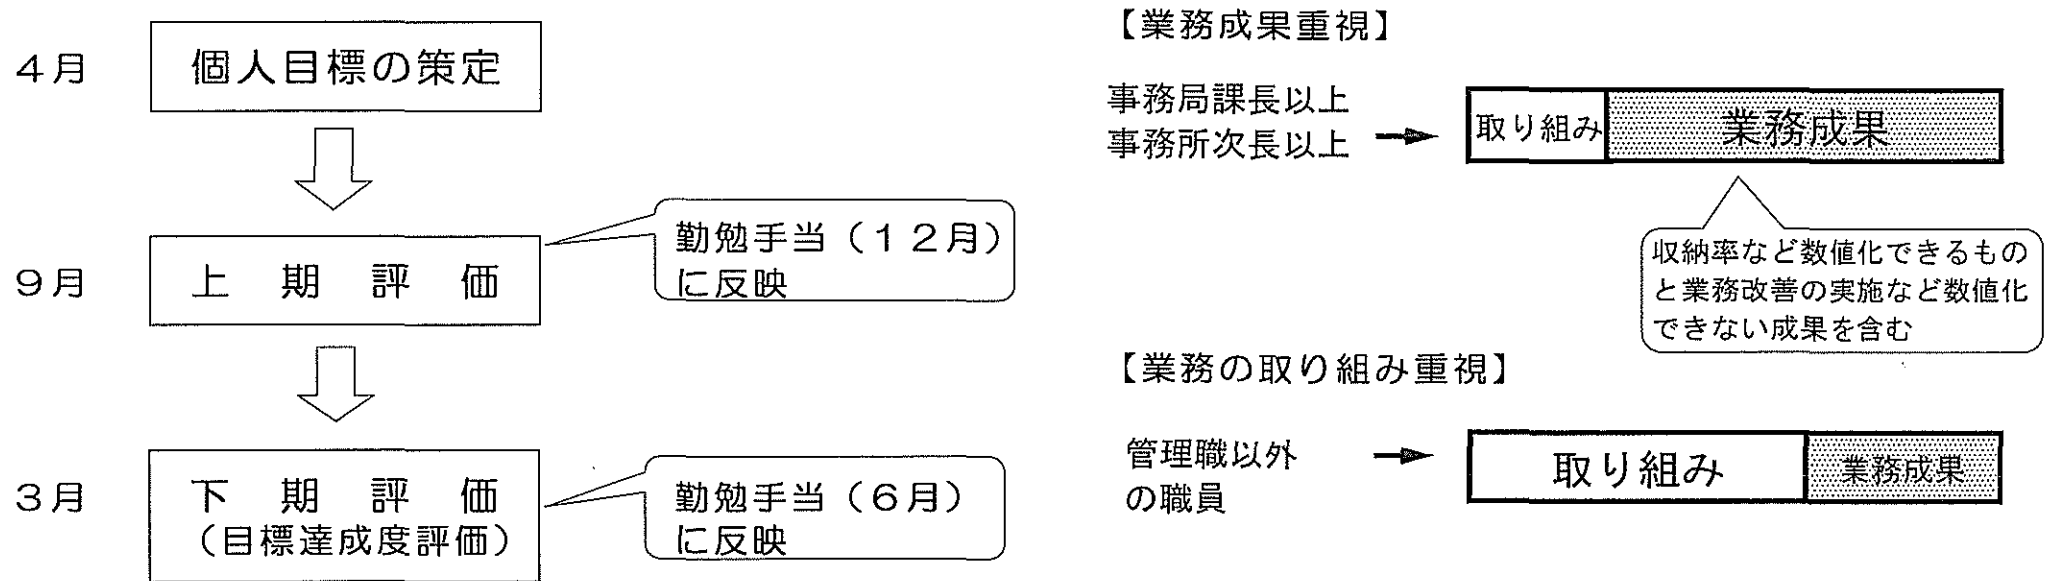 4月
個人目標の策定
9月
上期評価
勤勉手当（12月）
に反映
3月
下期評価
（目標達成度評価）
勤勉手当（6月）
に反映
【業務成果重視】
事務局課長以上
事務所次長以上
取り組み
業務成果
収納率など数値化できるもの
と業務改善の実施など数値化
できない成果を含む
【業務の取り組み重視】
管理職以外
の職員
取り組み
業務成果